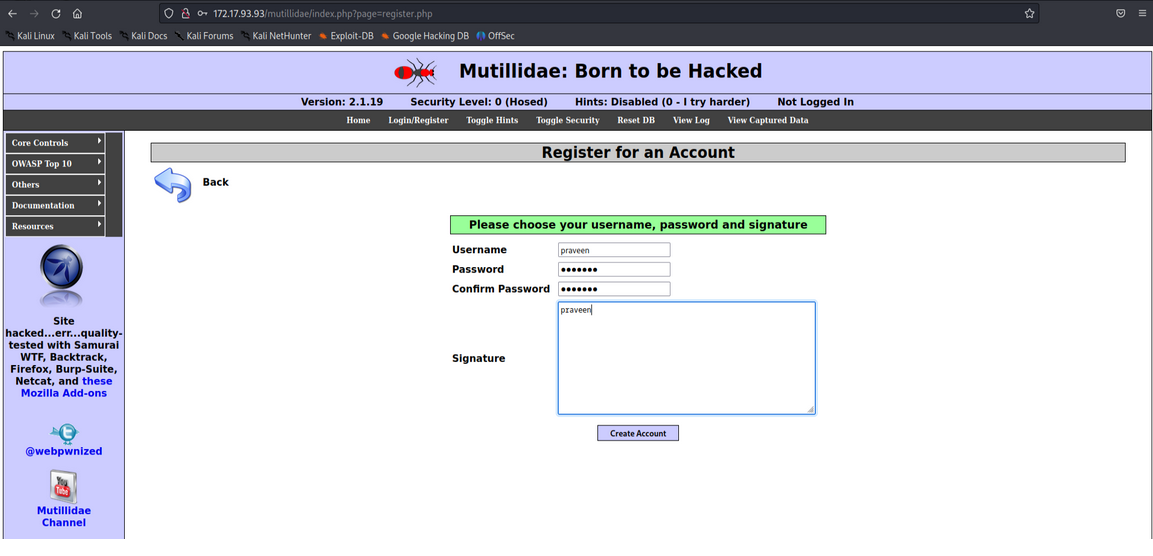 172.17.93.93/mutillidae/index.php?page=register.php
Kali Linux Kali Tools Kali Docs Kali Forums Kali NetHunter Exploit-DB Google Hacking DB OffSec
Mutillidae: Born to be Hacked
Version: 2.1.19 Security Level: 0 (Hosed) Hints: Disabled (0 - I try harder) Not Logged In
Home Login/Register Toggle Hints Toggle Security Reset DB View Log View Captured Data
Core Controls
OWASP Top 10
Others
Documentation
Resources
Site
hacked...err...quality-
tested with Samurai
WTF, Backtrack,
Firefox, Burp-Suite,
Netcat, and these
Mozilla Add-ons
@webpwnized
You
Tube
Mutillidae
Channel
Register for an Account
Back
Please choose your username, password and signature
Username praveen
Password •••••••
Confirm Password •••••••
Signature praveen
Create Account